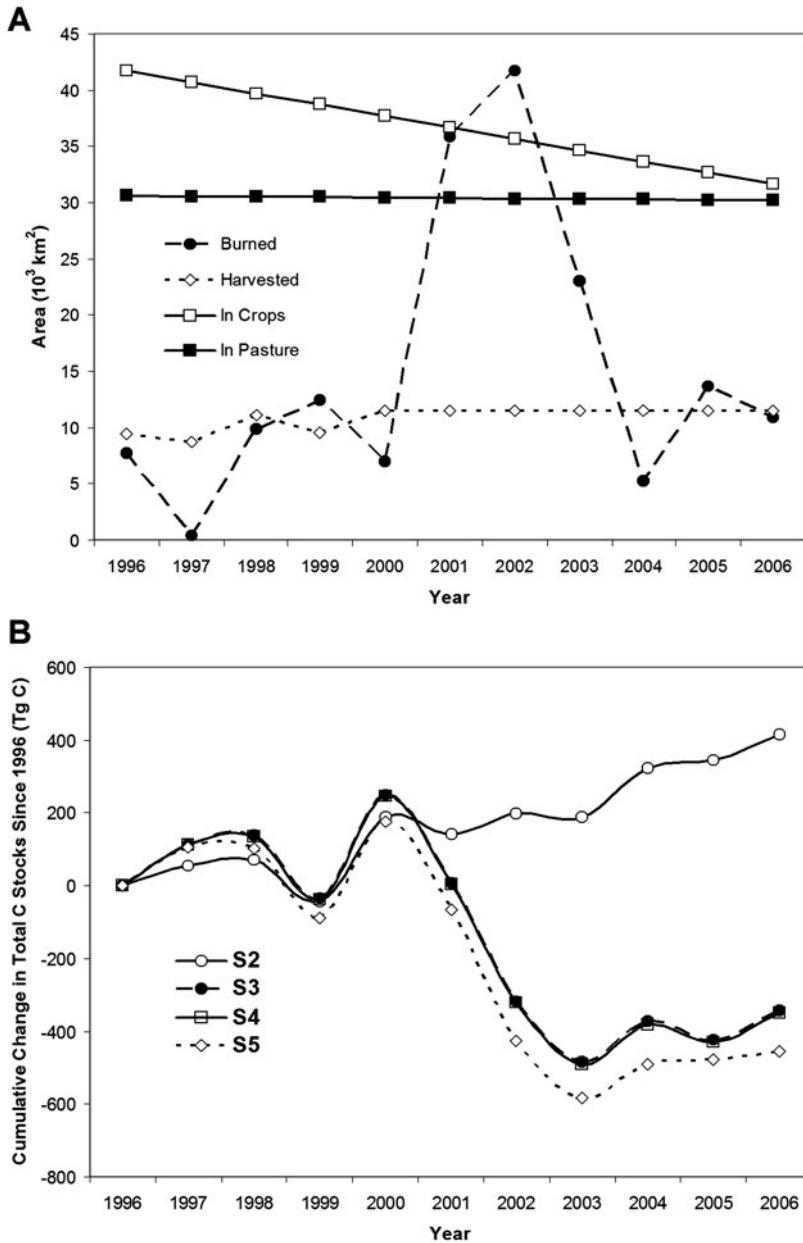 A
45
40
35
30
25
20
15
10
5
0
Area (10³ km²)
Burned
Harvested
In Crops
In Pasture
1996 1997 1998 1999 2000 2001 2002 2003 2004 2005 2006
Year
B
600
400
200
0
-200
-400
-600
-800
Cumulative Change in Total C Stocks Since 1996 (Tg C)
S2
S3
S4
S5
1996 1997 1998 1999 2000 2001 2002 2003 2004 2005 2006
Year